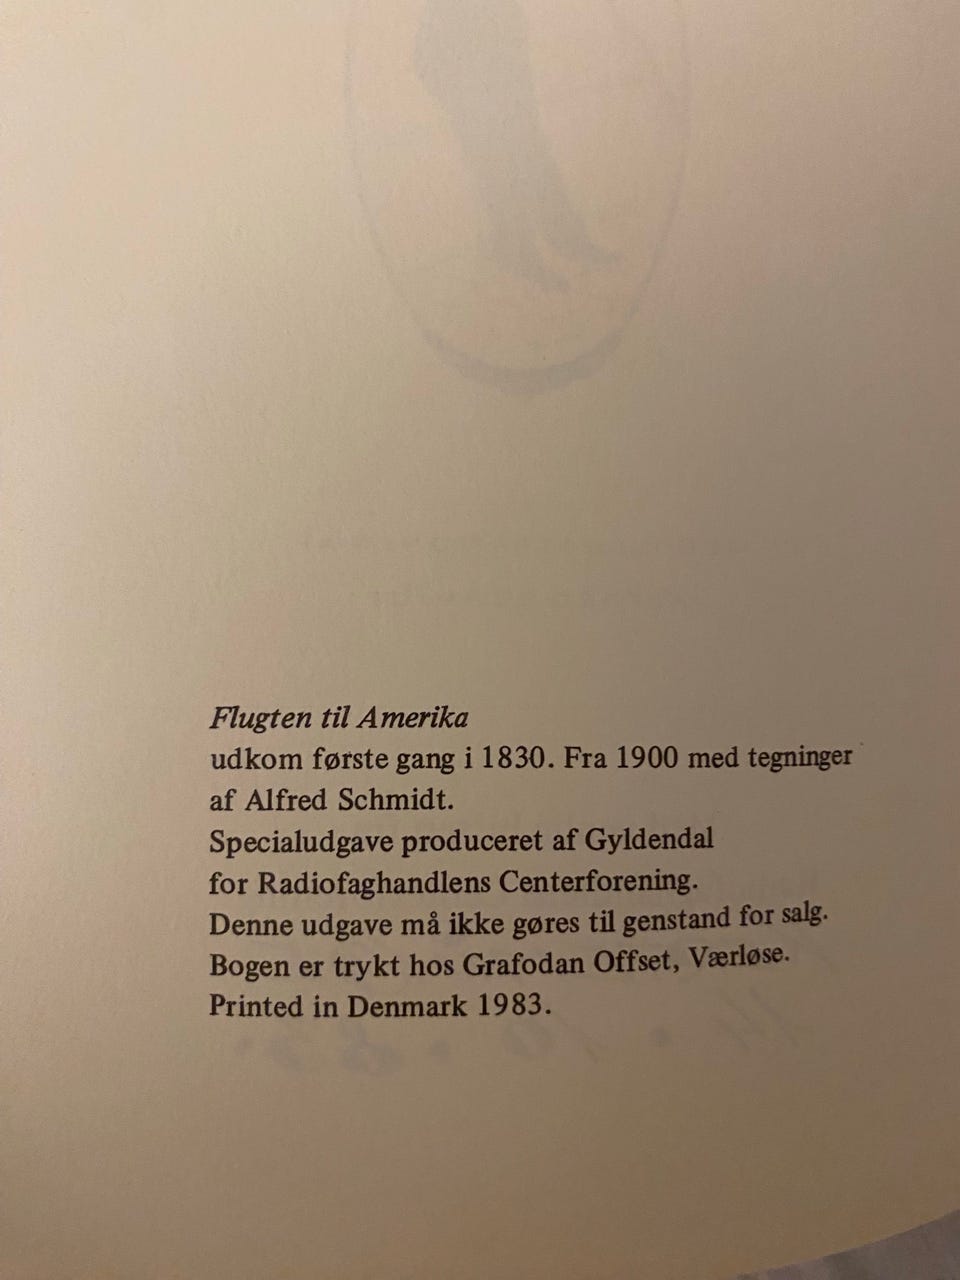 Flugten til Amerika
udkom første gang i 1830. Fra 1900 med tegninger
af Alfred Schmidt.
Specialudgave produceret af Gyldendal
for Radiofaghandlens Centerforening.
Denne udgave må ikke gøres til genstand for salg.
Bogen er trykt hos Grafodan Offset, Værløse.
Printed in Denmark 1983.